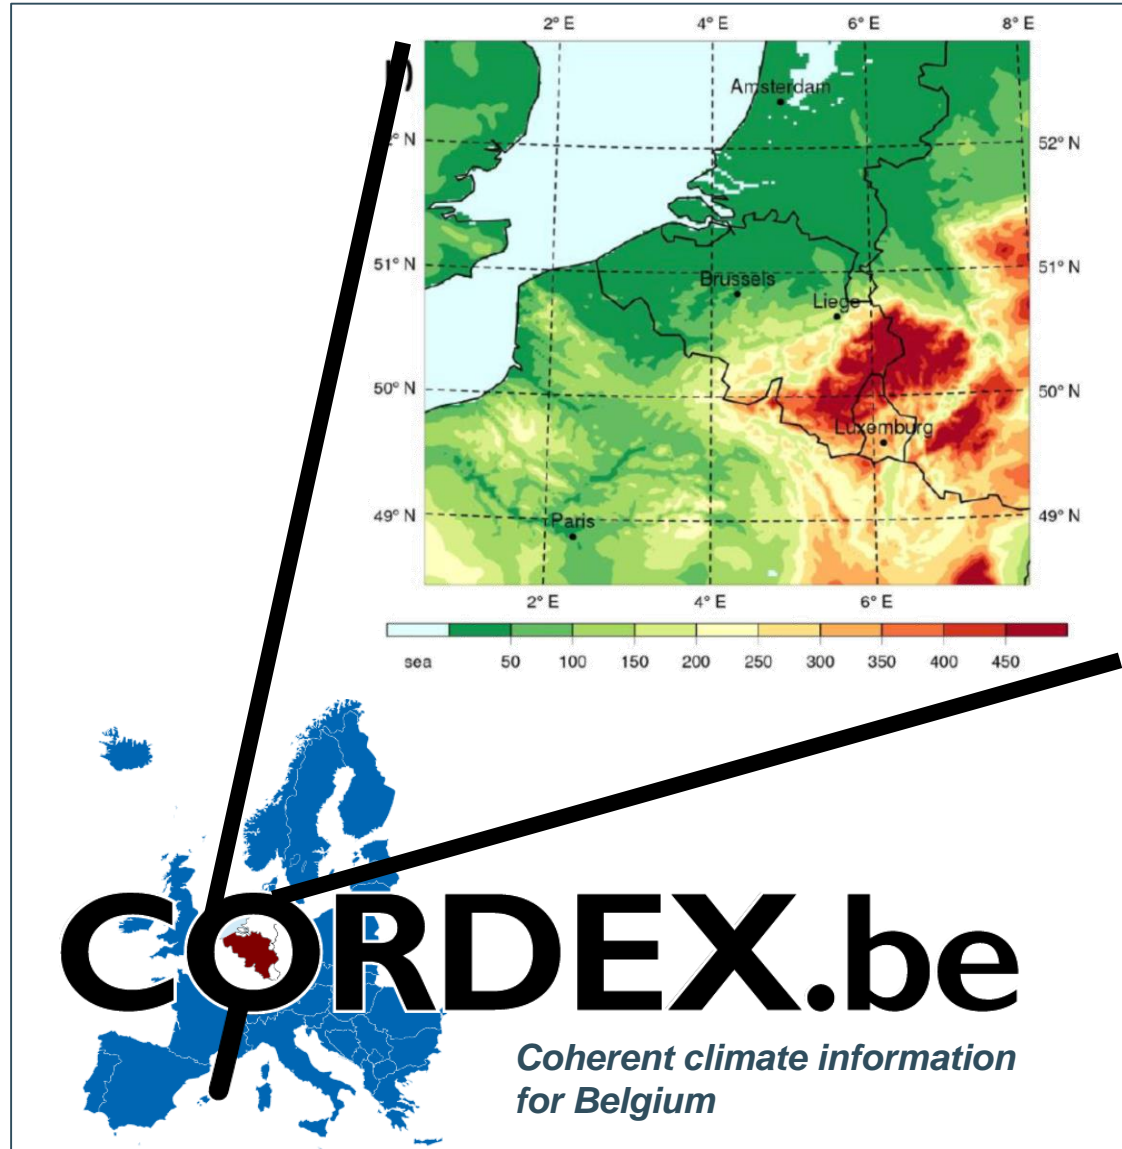 2° E 4° E 6° E 8° E
Amsterdam
52° N
51° N 51° N
Brussels
Liege
50° N 50° N
Luxemburg
49° N 49° N
Paris
2° E 4° E 6° E
sea 50 100 150 200 250 300 350 400 450
CORDEX.be
Coherent climate information
for Belgium